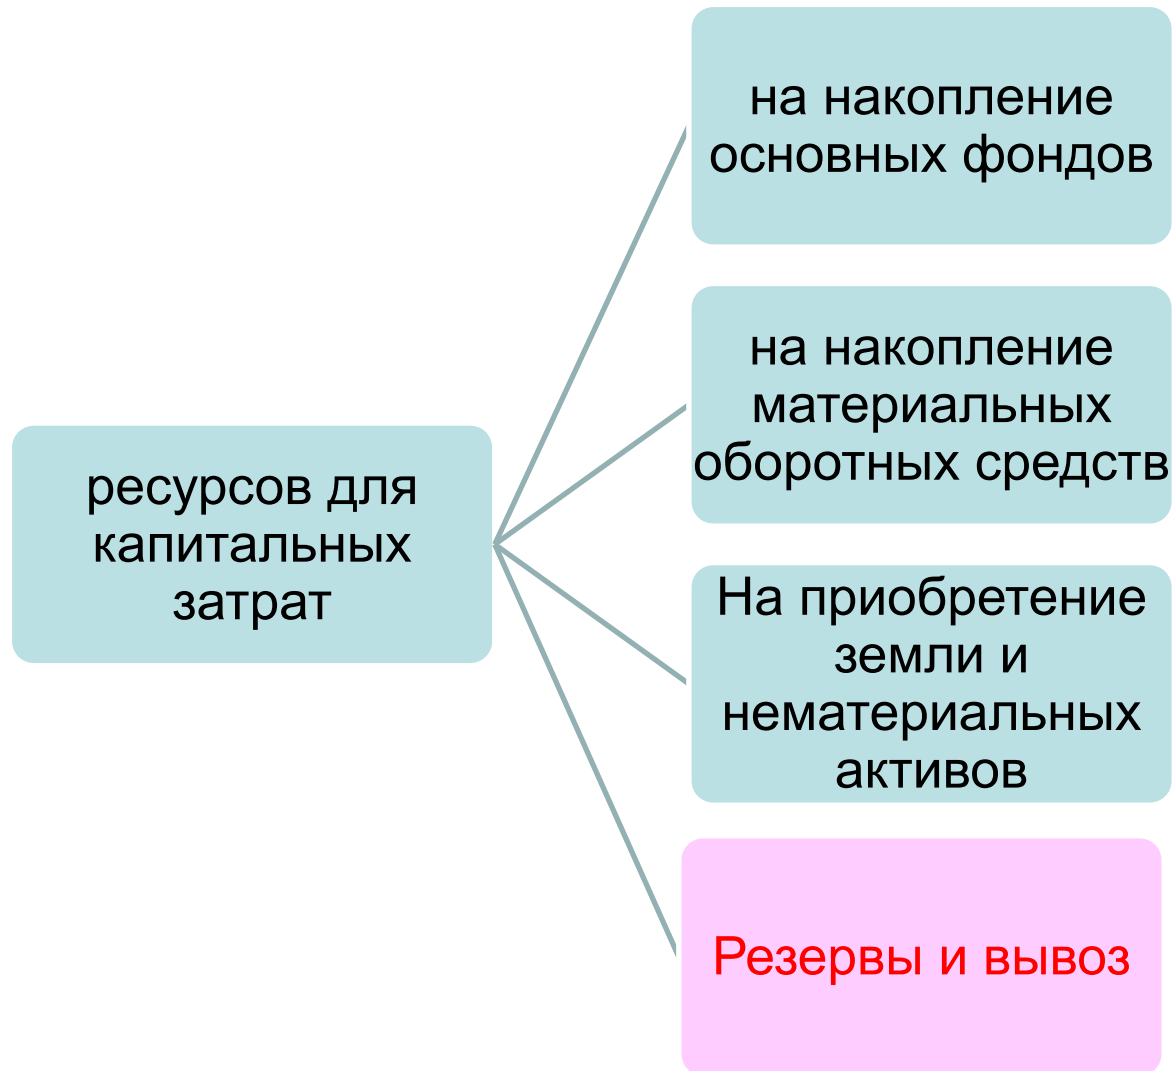 на накопление
основных фондов
на накопление
материальных
оборотных средств
ресурсов для
капитальных
затрат
На приобретение
земли и
нематериальных
активов
Резервы и вывоз